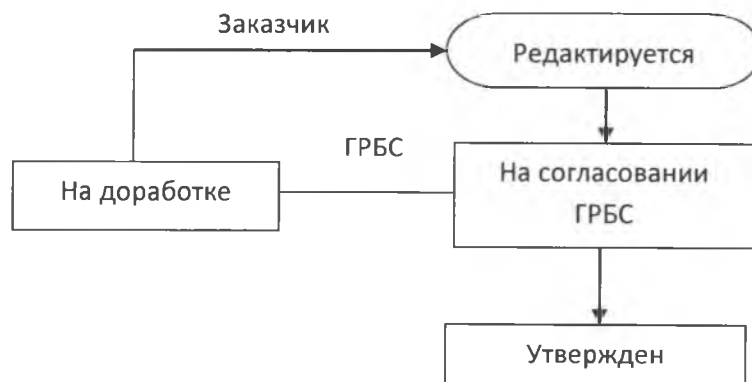 Заказчик
Редактируется
ГРБС
На доработке
На согласовании
ГРБС
Утвержден